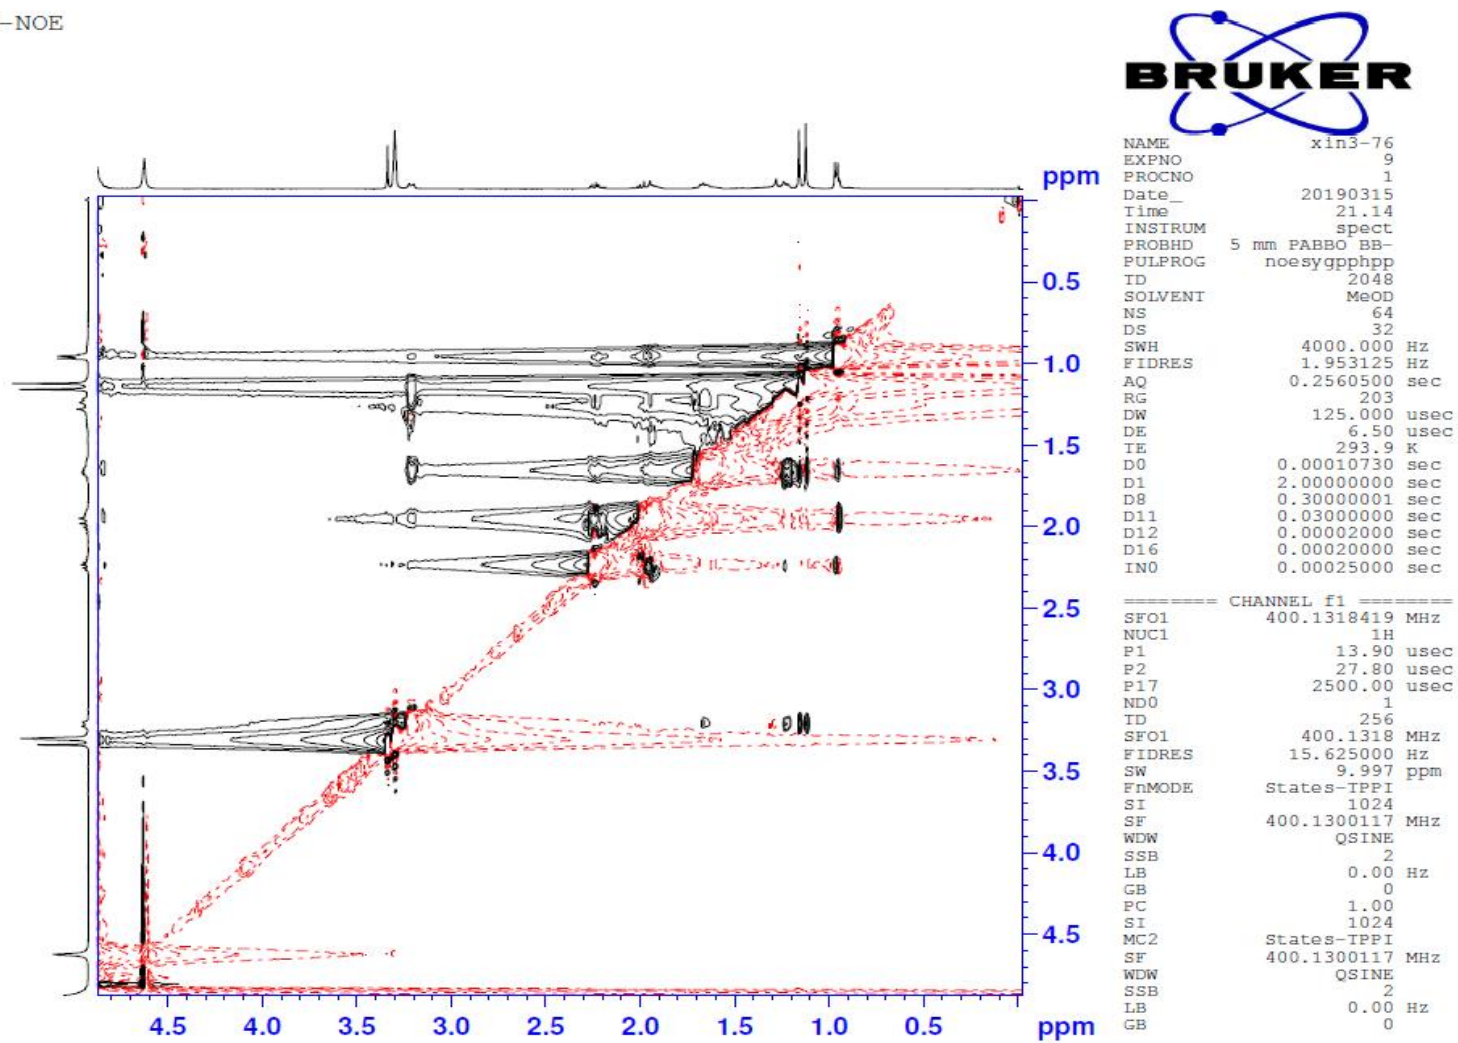 -NOE
BRUKER
NAME xin3-76
EXPNO 9
PROCNO 1
Date_ 20190315
Time 21.14
INSTRUM spect
PROBHD 5 mm PABBO BB-
PULPROG noesygpphpp
TD 2048
SOLVENT MeOD
NS 64
DS 32
SWH 4000.000 Hz
FIDRES 1.953125 Hz
AQ 0.2560500 sec
RG 203
DW 125.000 usec
DE 6.50 usec
TE 293.9 K
D0 0.00010730 sec
D1 2.00000000 sec
D8 0.30000001 sec
D11 0.03000000 sec
D12 0.00002000 sec
D16 0.00020000 sec
IN0 0.00025000 sec
======== CHANNEL f1 ========
SFO1 400.1318419 MHz
NUC1 1H
P1 13.90 usec
P2 27.80 usec
P17 2500.00 usec
ND0 1
TD 256
SFO1 400.1318 MHz
FIDRES 15.625000 Hz
SW 9.997 ppm
FnMODE States-TPPI
SI 1024
SF 400.1300117 MHz
WDW QSINE
SSB 2
LB 0.00 Hz
GB 0
PC 1.00
SI 1024
MC2 States-TPPI
SF 400.1300117 MHz
WDW QSINE
SSB 2
LB 0.00 Hz
GB 0
ppm
0.5
1.0
1.5
2.0
2.5
3.0
3.5
4.0
4.5
4.5 4.0 3.5 3.0 2.5 2.0 1.5 1.0 0.5 ppm